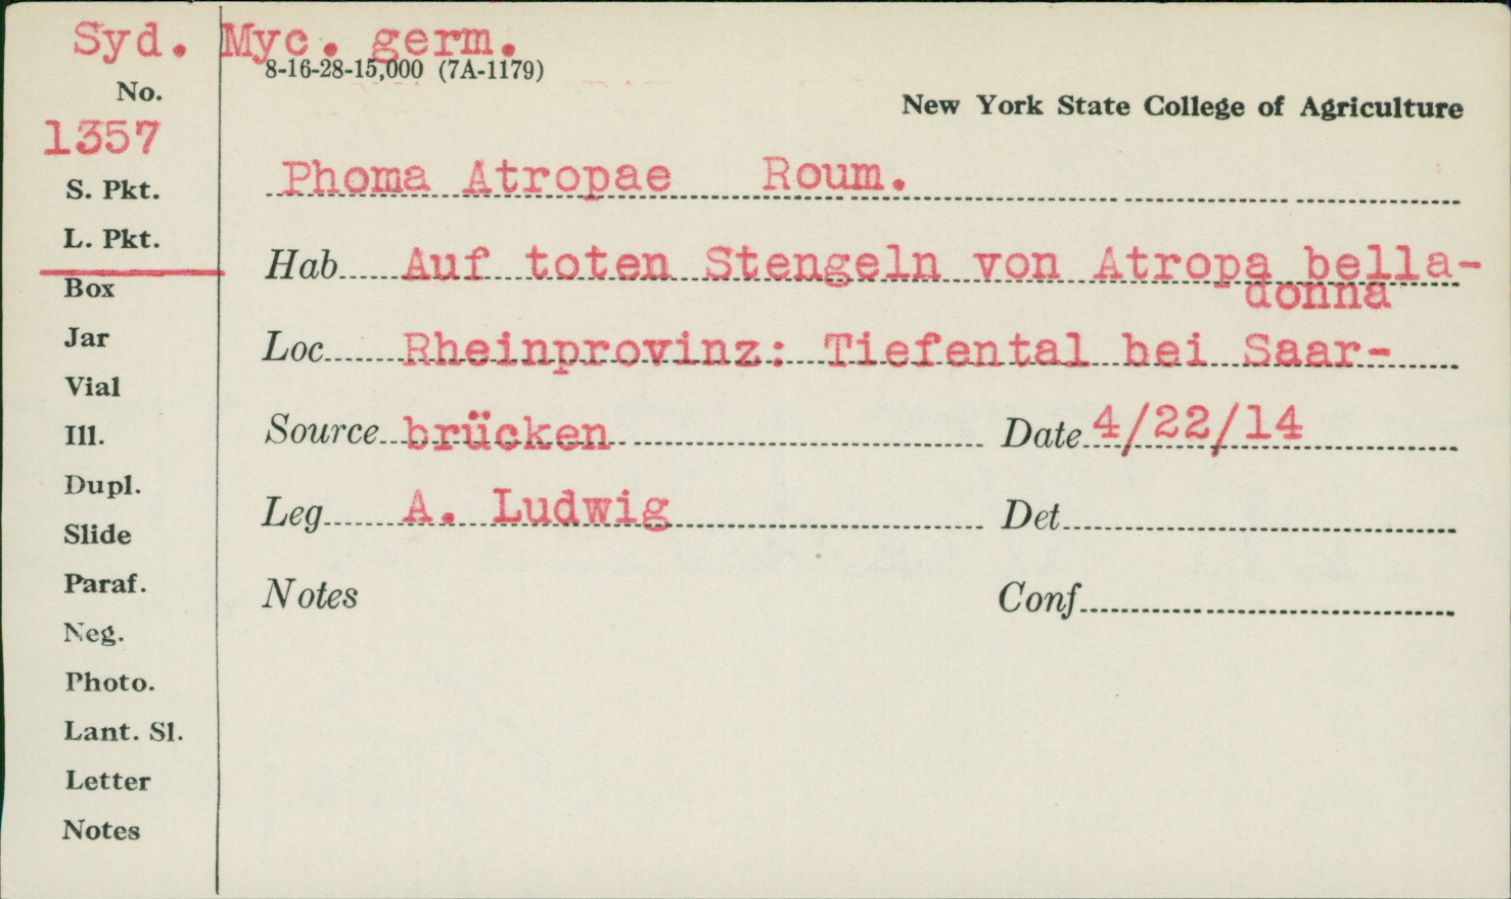 Syd. Myc. germ.
8-16-28-15,000 (7A-1179)
No.
New York State College of Agriculture
1357
Phoma Atropae Roum.
S. Pkt.
L. Pkt.
Hab Auf toten Stengeln von Atropa bella-
donna
Box
Jar
Loc Rheinprovinz: Tiefental bei Saar-
Vial
Ill.
Source brücken Date 4/22/14
Dupl.
Leg A. Ludwig Det
Slide
Paraf.
Notes Conf
Neg.
Photo.
Lant. Sl.
Letter
Notes